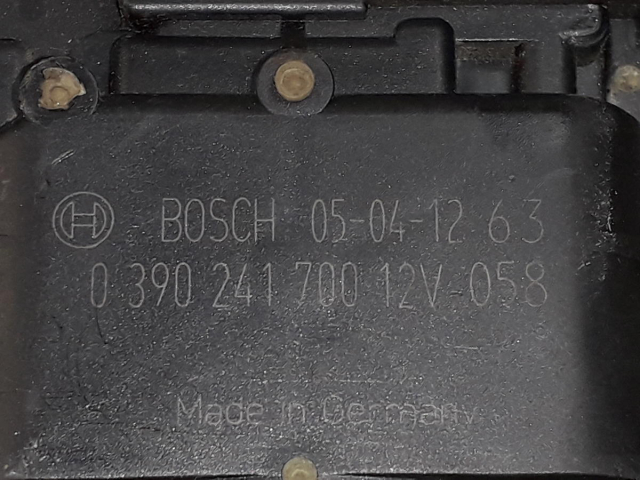 BOSCH 05-04-12 63
0 390 241 700 12V-058
Made in Germany